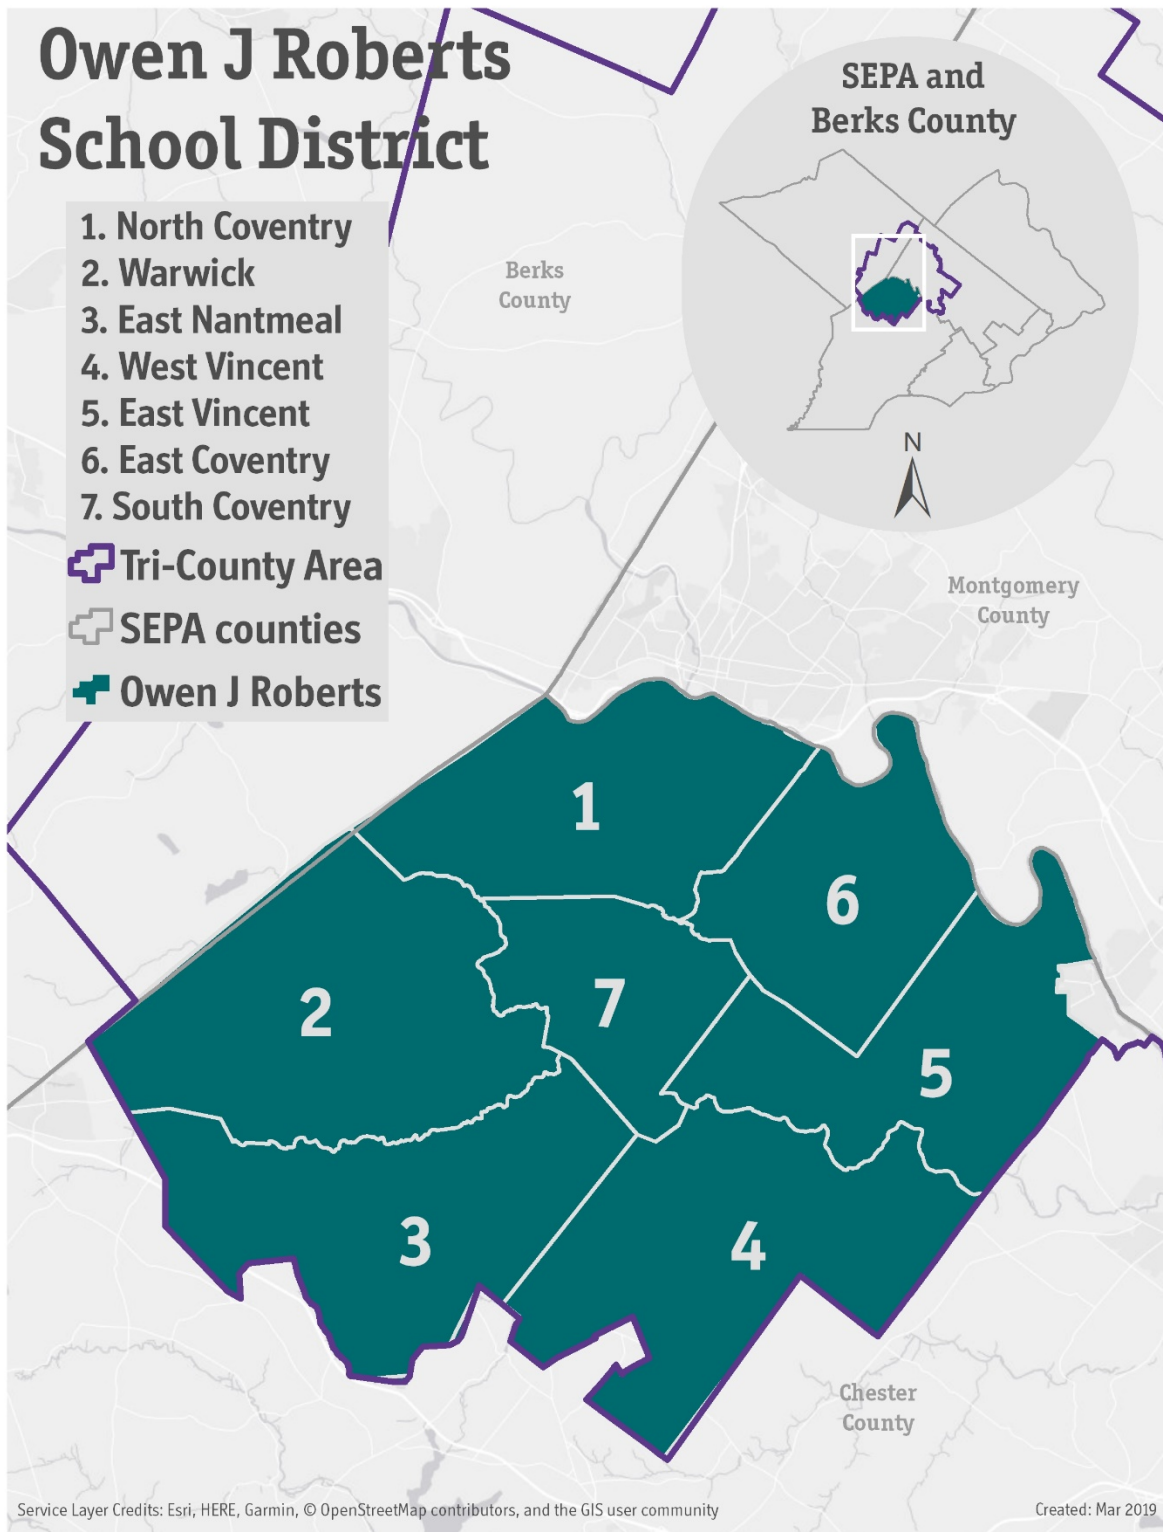 Owen J Roberts
School District
1. North Coventry
2. Warwick
3. East Nantmeal
4. West Vincent
5. East Vincent
6. East Coventry
7. South Coventry
Tri-County Area
SEPA counties
Owen J Roberts
SEPA and
Berks County
N
Berks
County
Montgomery
County
1
6
2
7
5
3
4
Chester
County
Service Layer Credits: Esri, HERE, Garmin, © OpenStreetMap contributors, and the GIS user community
Created: Mar 2019